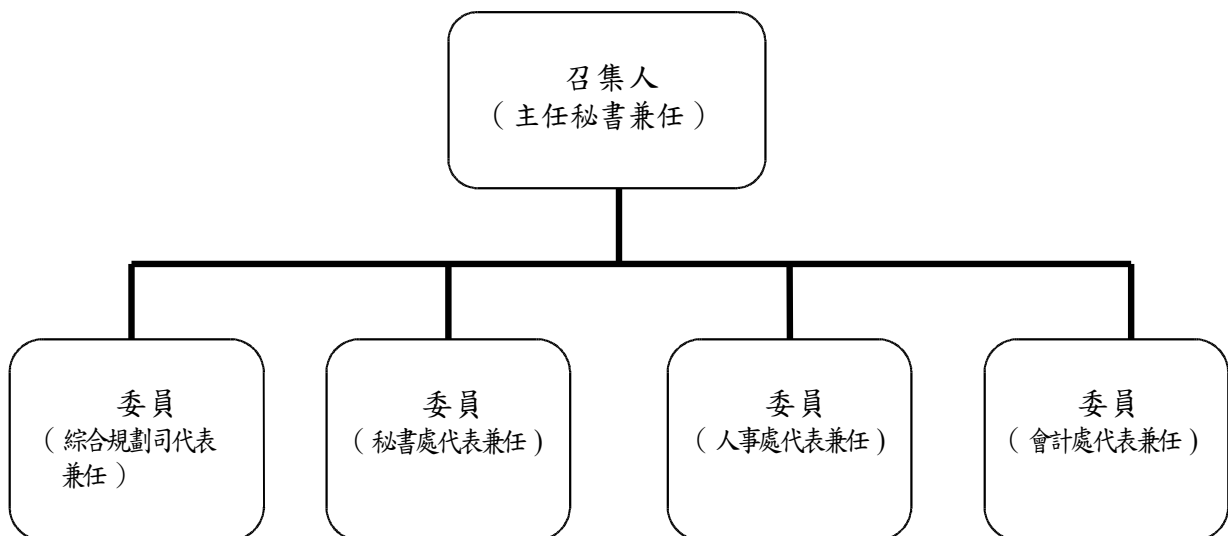 召集人
（主任秘書兼任）
委員
（綜合規劃司代表
兼任）
委員
（秘書處代表兼任）
委員
（人事處代表兼任）
委員
（會計處代表兼任）